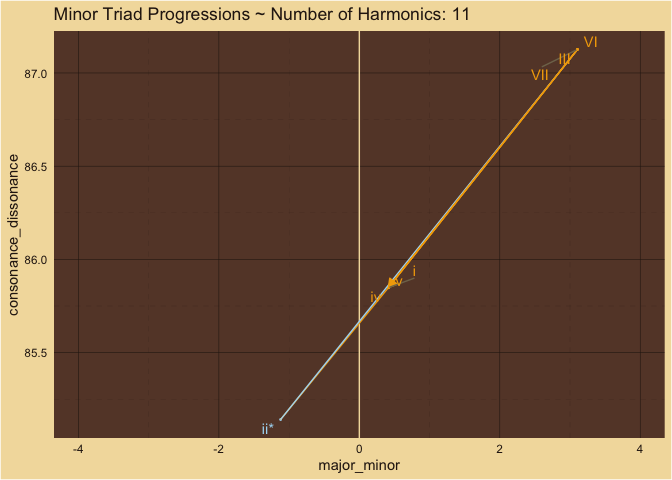 Minor Triad Progressions ~ Number of Harmonics: 11
VI
III
VII
87.0
86.5
consonance_dissonance
86.0
i
v
iv
85.5
ii*
-4 -2 0 2 4
major_minor